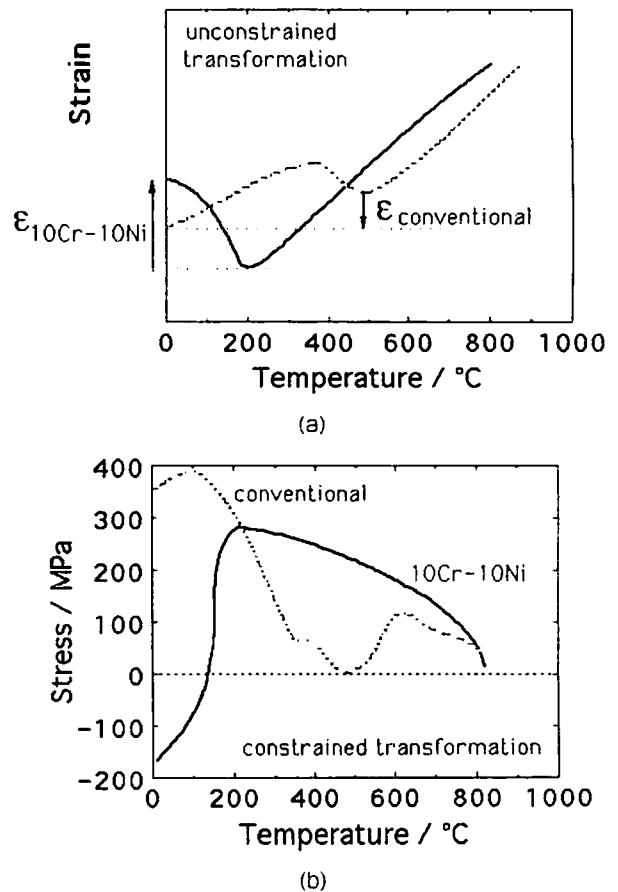 unconstrained
transformation
Strain
ε10Cr-10Ni
ε conventional
0 200 400 600 800 1000
Temperature / °C
(a)
400
300
200
100
0
-100
-200
Stress / MPa
conventional
10Cr-10Ni
constrained transformation
0 200 400 600 800 1000
Temperature / °C
(b)